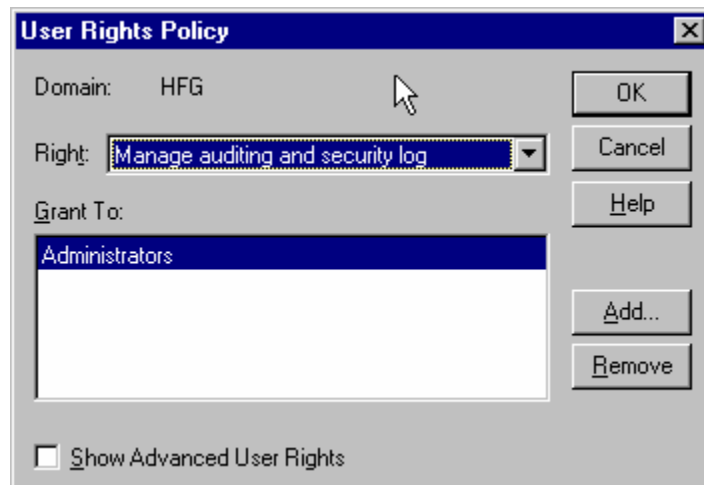 User Rights Policy
Domain: HFG
OK
Right: Manage auditing and security log
Cancel
Help
Grant To:
Administrators
Add...
Remove
Show Advanced User Rights